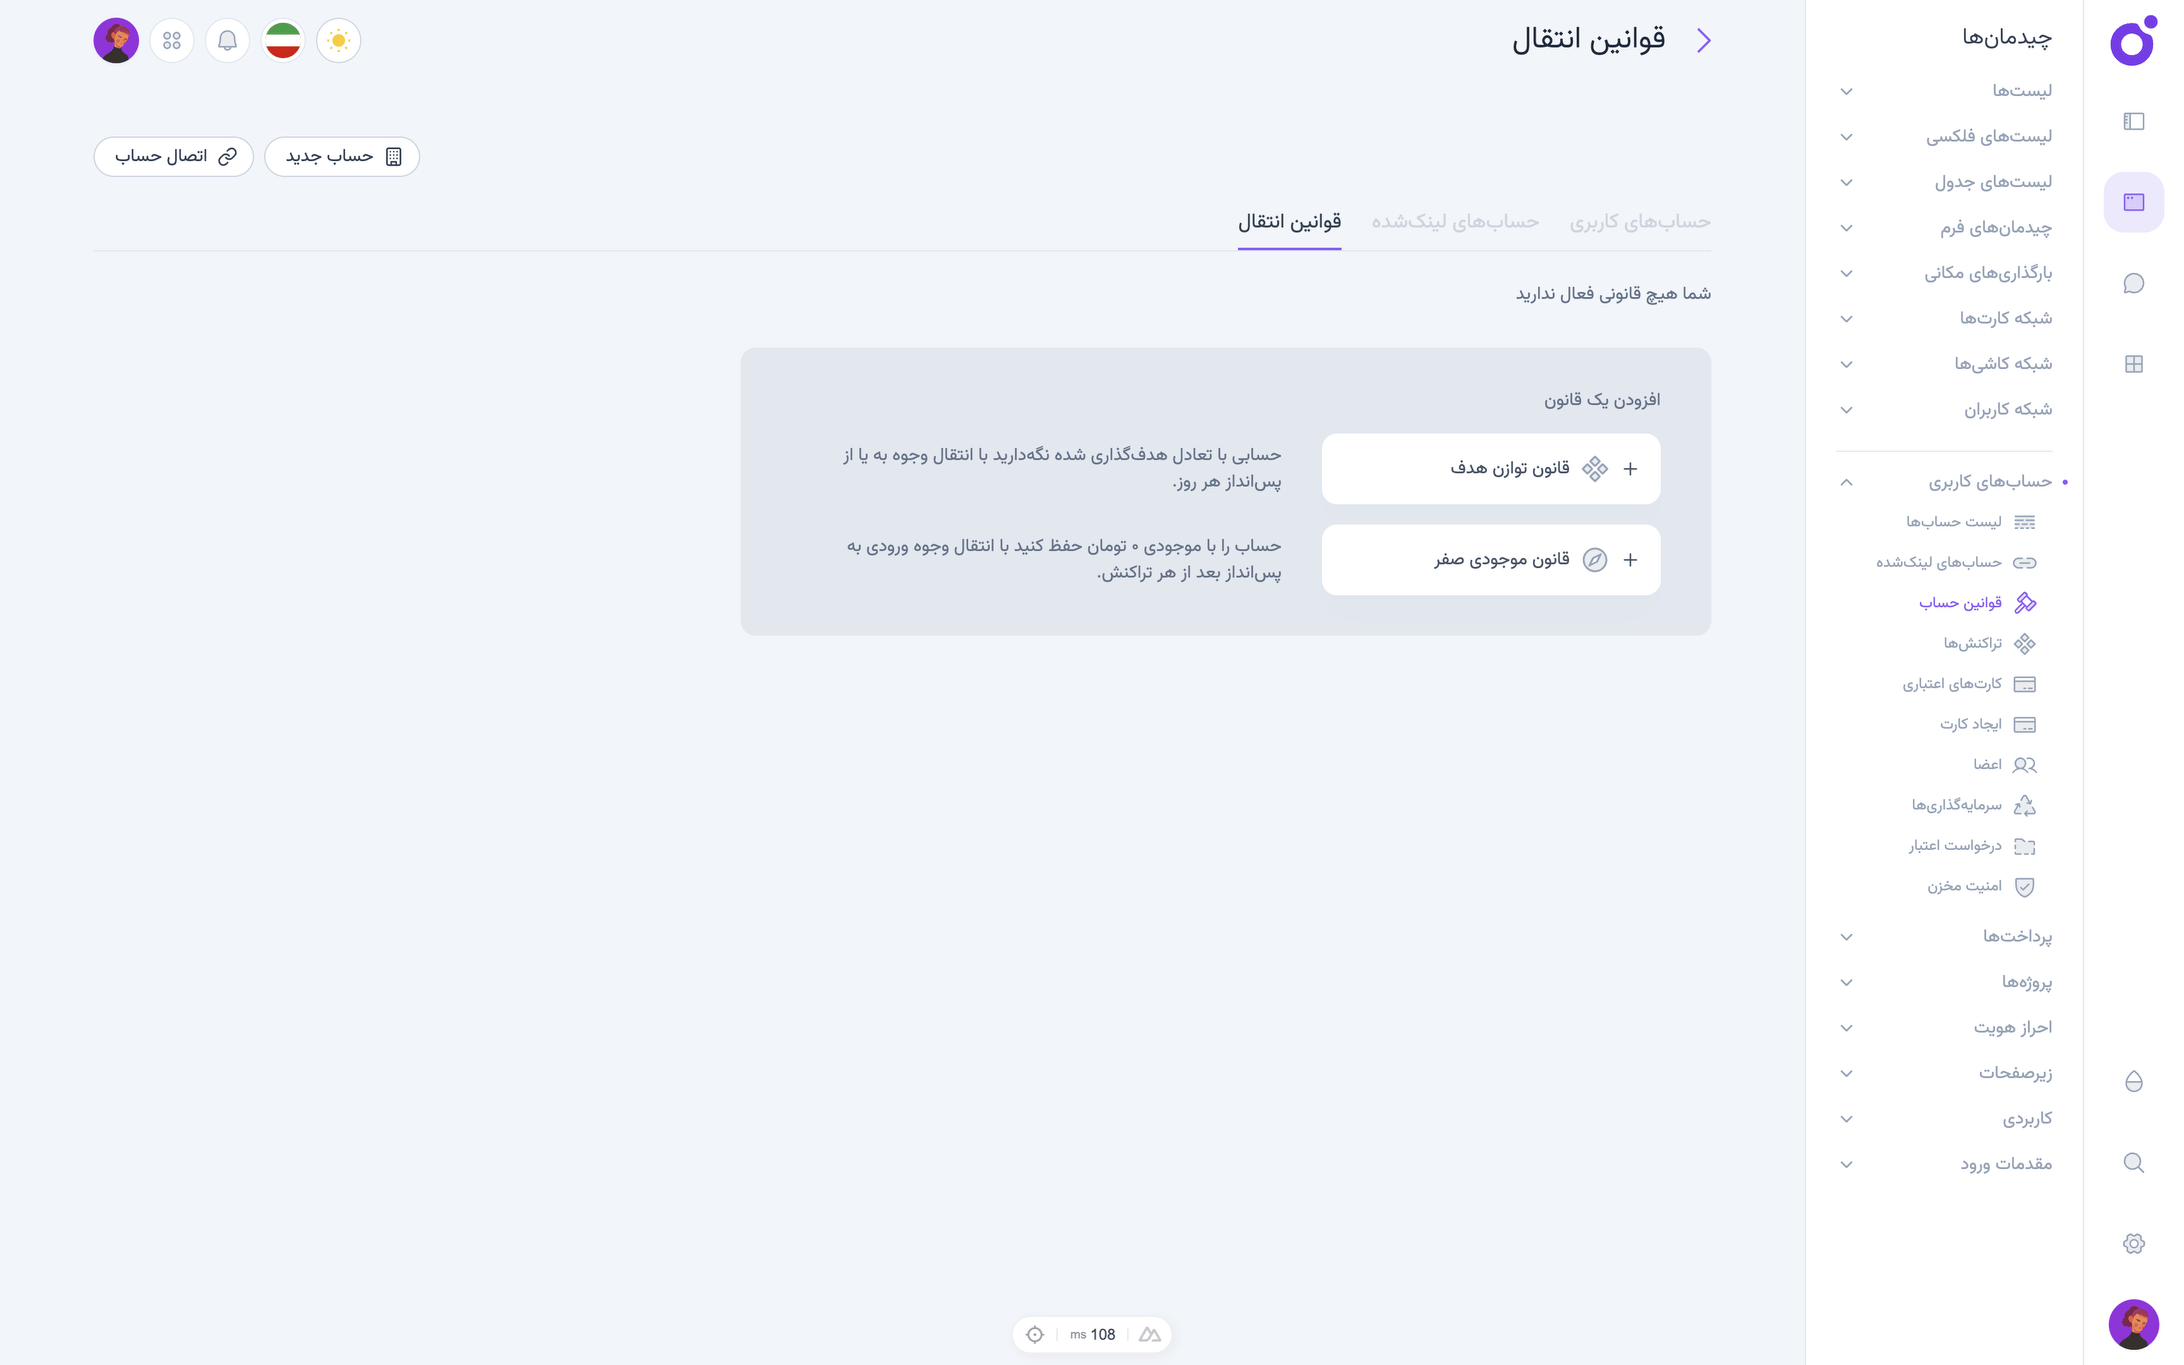 چیدمان‌ها
لیست‌ها
لیست‌های فلکسی
لیست‌های جدول
چیدمان‌های فرم
بارگذاری‌های مکانی
شبکه کارت‌ها
شبکه کاشی‌ها
شبکه کاربران
حساب‌های کاربری
لیست حساب‌ها
حساب‌های لینک‌شده
قوانین حساب
تراکنش‌ها
کارت‌های اعتباری
ایجاد کارت
اعضا
سرمایه‌گذاری‌ها
درخواست اعتبار
امنیت مخزن
پرداخت‌ها
پروژه‌ها
احراز هویت
زیرصفحات
کاربردی
مقدمات ورود
قوانین انتقال
حساب جدید
اتصال حساب
حساب‌های کاربری
حساب‌های لینک‌شده
قوانین انتقال
شما هیچ قانونی فعال ندارید
افزودن یک قانون
قانون توازن هدف
حسابی با تعادل هدف‌گذاری شده نگه‌دارید با انتقال وجوه به یا از
پس‌انداز هر روز.
قانون موجودی صفر
حساب را با موجودی ۰ تومان حفظ کنید با انتقال وجوه ورودی به
پس‌انداز بعد از هر تراکنش.
108 ms